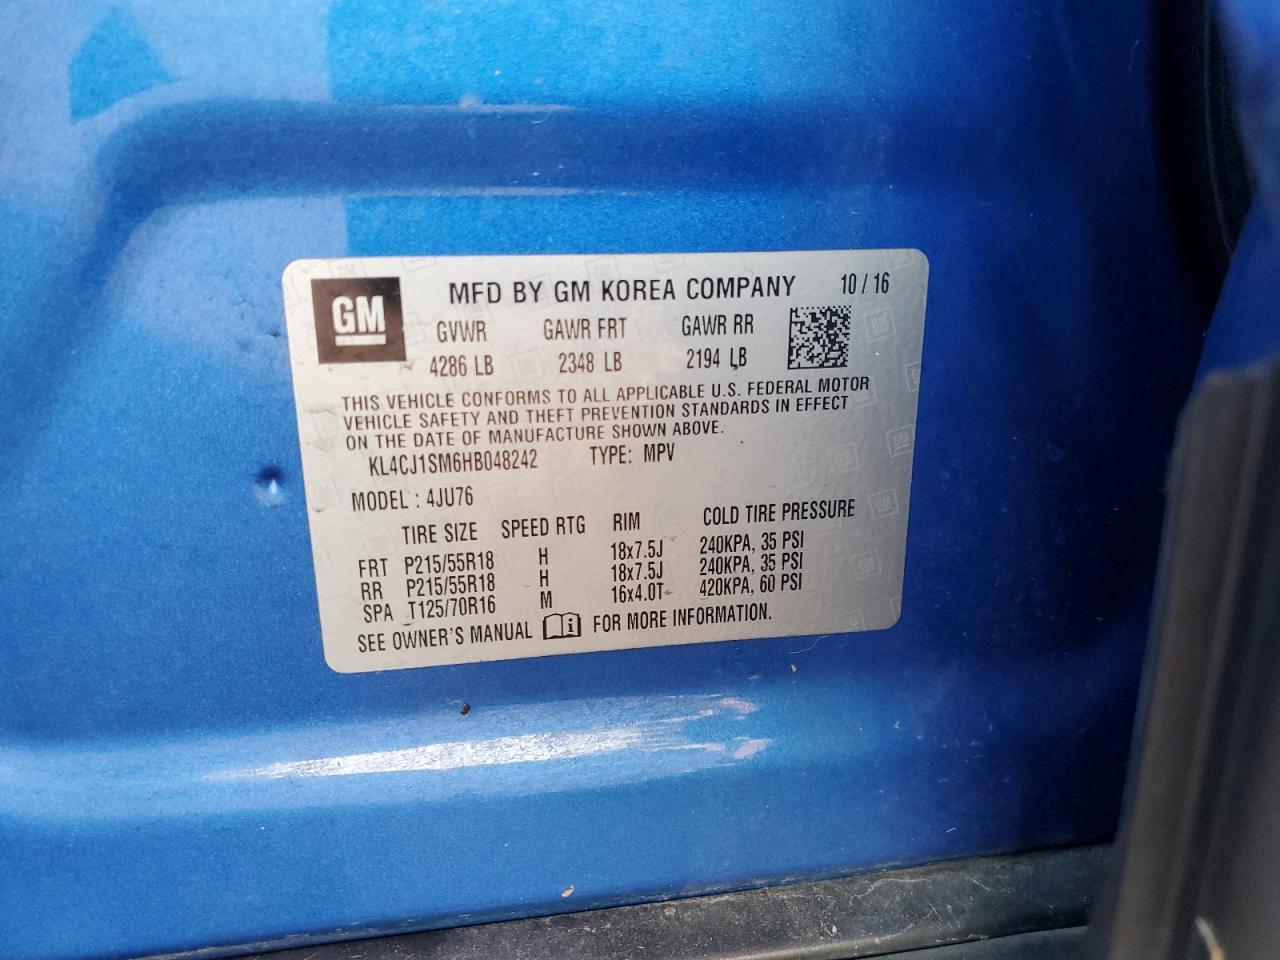 GM MFD BY GM KOREA COMPANY 10 / 16
GVWR GAWR FRT GAWR RR
4286 LB 2348 LB 2194 LB
THIS VEHICLE CONFORMS TO ALL APPLICABLE U.S. FEDERAL MOTOR
VEHICLE SAFETY AND THEFT PREVENTION STANDARDS IN EFFECT
ON THE DATE OF MANUFACTURE SHOWN ABOVE.
KL4CJ1SM6HB048242 TYPE: MPV
MODEL : 4JU76
TIRE SIZE SPEED RTG RIM COLD TIRE PRESSURE
FRT P215/55R18 H 18x7.5J 240KPA, 35 PSI
RR P215/55R18 H 18x7.5J 240KPA, 35 PSI
SPA T125/70R16 M 16x4.0T 420KPA, 60 PSI
SEE OWNER'S MANUAL FOR MORE INFORMATION.